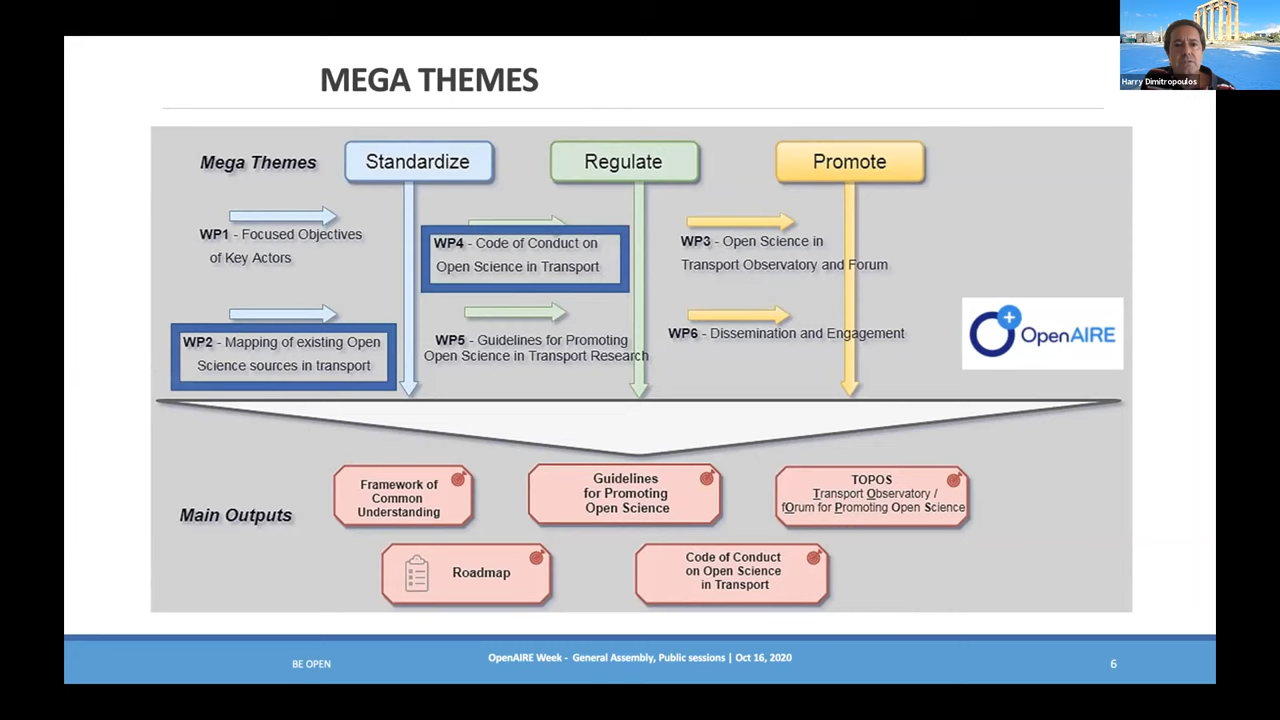 Harry Dimitropoulos
MEGA THEMES
Mega Themes
Standardize
Regulate
Promote
WP1 - Focused Objectives
of Key Actors
WP4 - Code of Conduct on
Open Science in Transport
WP3 - Open Science in
Transport Observatory and Forum
WP2 - Mapping of existing Open
Science sources in transport
WP5 - Guidelines for Promoting
Open Science in Transport Research
WP6 - Dissemination and Engagement
OpenAIRE
Main Outputs
Framework of
Common
Understanding
Guidelines
for Promoting
Open Science
TOPOS
Transport Observatory /
fOrum for Promoting Open Science
Roadmap
Code of Conduct
on Open Science
in Transport
BE OPEN
OpenAIRE Week - General Assembly, Public sessions | Oct 16, 2020
6